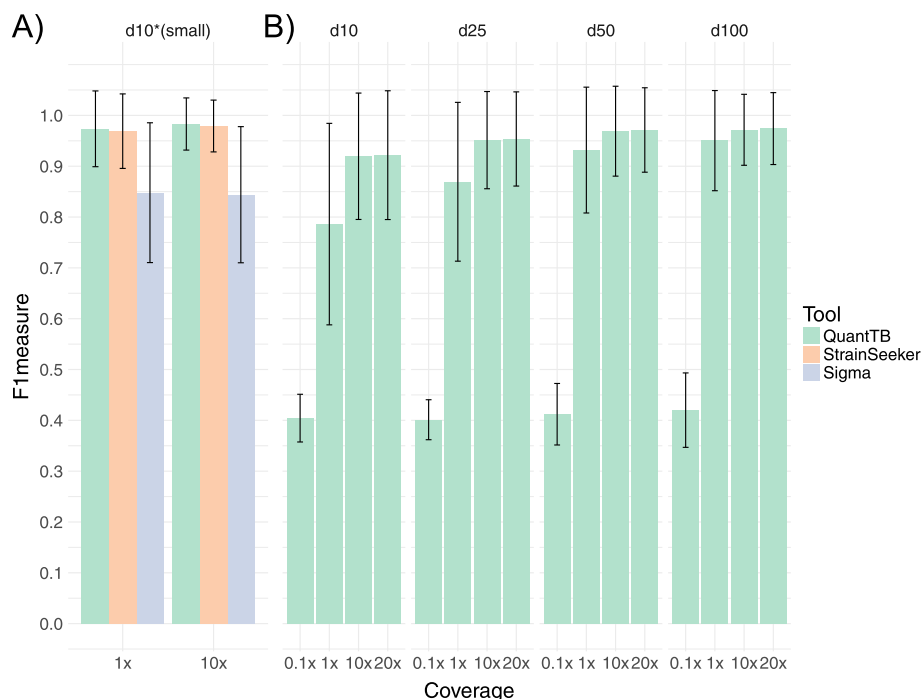 A)
B)
d10*(small)
d10
d25
d50
d100
F1measure
1.0
0.9
0.8
0.7
0.6
0.5
0.4
0.3
0.2
0.1
0.0
1x
10x
0.1x 1x 10x 20x
0.1x 1x 10x 20x
0.1x 1x 10x 20x
0.1x 1x 10x 20x
Coverage
Tool
QuantTB
StrainSeeker
Sigma